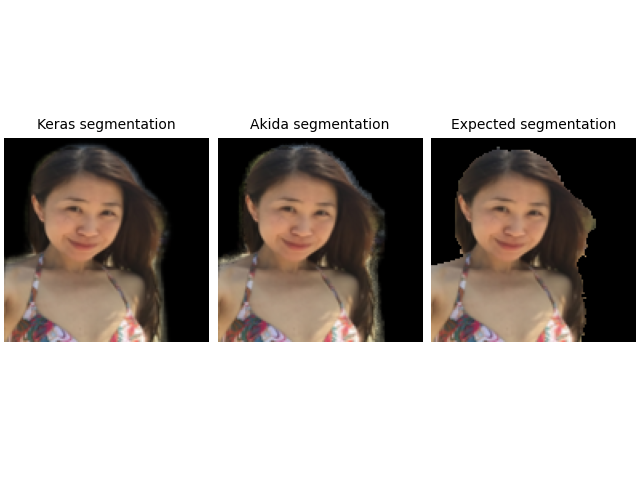 Keras segmentation
Akida segmentation
Expected segmentation